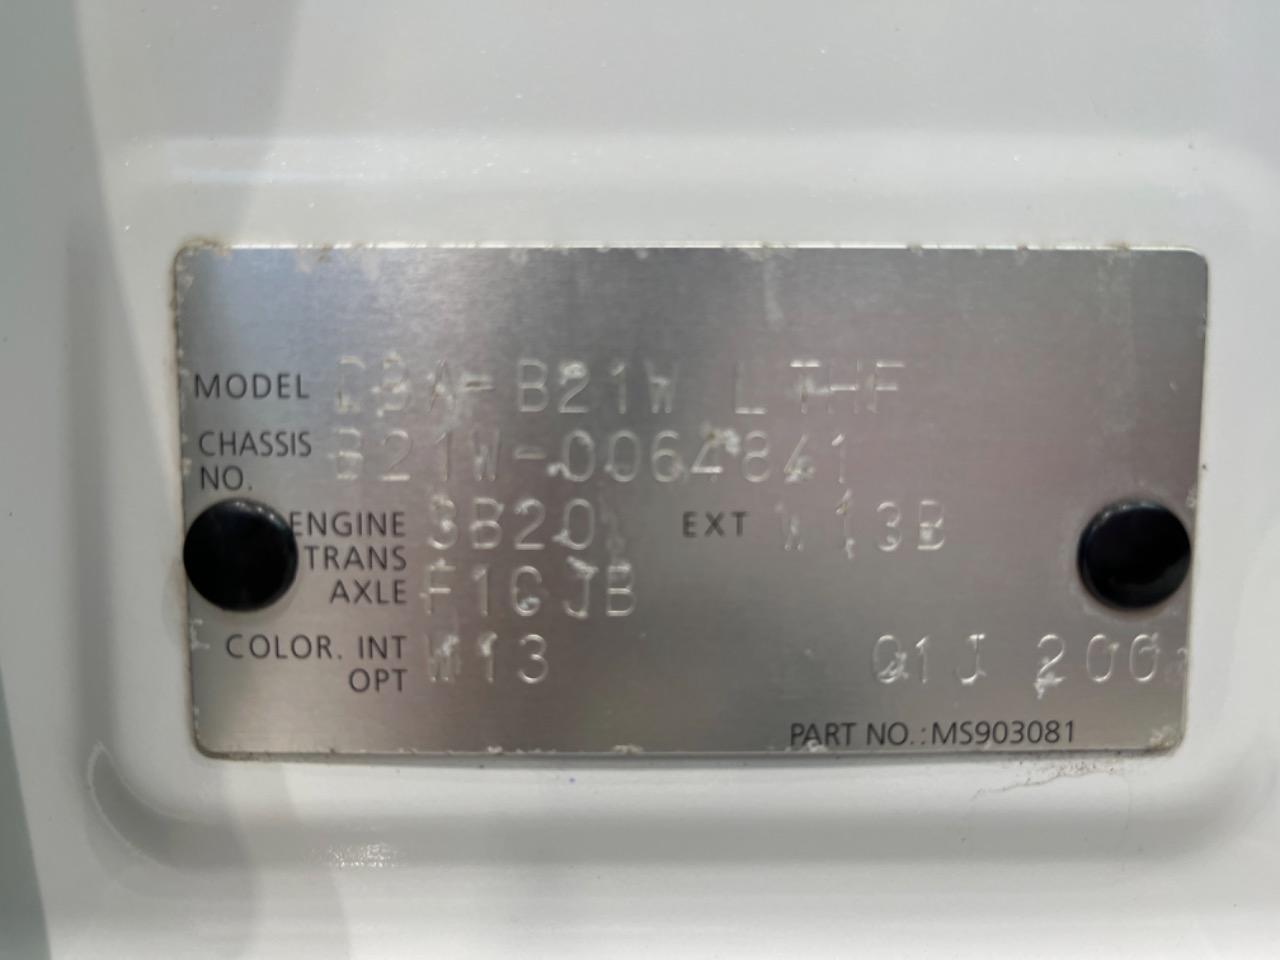 MODEL DBA-B21W LTHF
CHASSIS NO. B21W-0064841
ENGINE 3B20 EXT W13B
TRANS AXLE F1CJB
COLOR. INT OPT W13 01J 200
PART NO.:MS903081